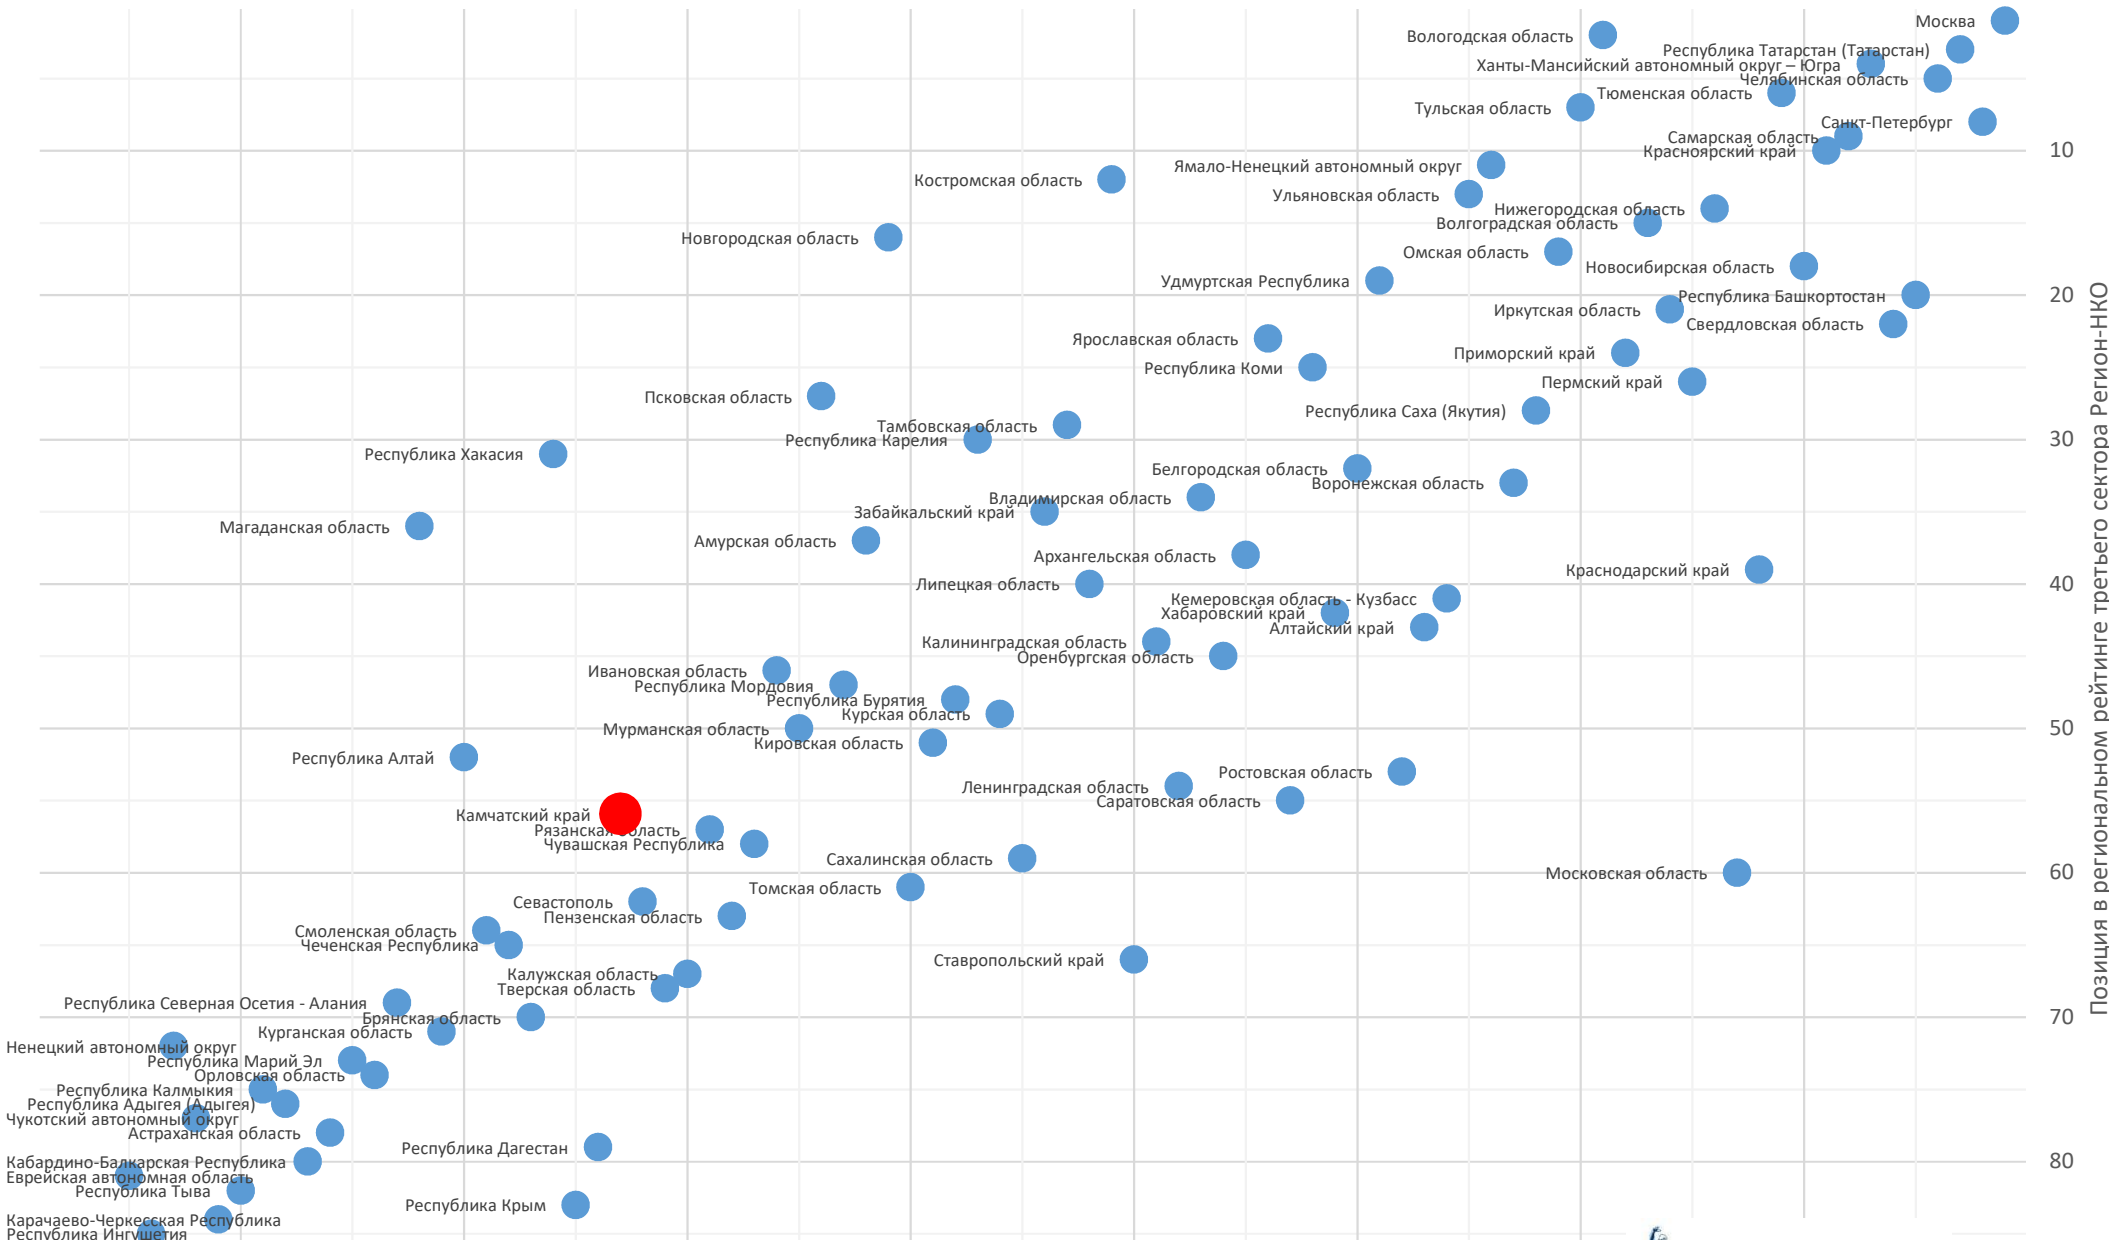 Москва
Вологодская область
Республика Татарстан (Татарстан)
Ханты-Мансийский автономный округ – Югра
Челябинская область
Тюменская область
Тульская область
Санкт-Петербург
Самарская область
Красноярский край
10
Ямало-Ненецкий автономный округ
Костромская область
Ульяновская область
Нижегородская область
Волгоградская область
Новгородская область
Омская область
Новосибирская область
Удмуртская Республика
Республика Башкортостан
20
Иркутская область
Свердловская область
Ярославская область
Приморский край
Республика Коми
Пермский край
Псковская область
Республика Саха (Якутия)
Тамбовская область
Республика Карелия
30
Республика Хакасия
Белгородская область
Воронежская область
Владимирская область
Забайкальский край
Магаданская область
Амурская область
Архангельская область
Краснодарский край
Липецкая область
40
Кемеровская область - Кузбасс
Хабаровский край
Алтайский край
Калининградская область
Оренбургская область
Ивановская область
Республика Мордовия
Республика Бурятия
Курская область
Мурманская область
50
Кировская область
Республика Алтай
Ростовская область
Ленинградская область
Саратовская область
Камчатский край
Рязанская область
Чувашская Республика
Сахалинская область
Московская область
60
Томская область
Севастополь
Пензенская область
Смоленская область
Чеченская Республика
Ставропольский край
Калужская область
Тверская область
Республика Северная Осетия - Алания
Брянская область
70
Курганская область
Ненецкий автономный округ
Республика Марий Эл
Орловская область
Республика Калмыкия
Республика Адыгея (Адыгея)
Чукотский автономный округ
Астраханская область
Республика Дагестан
Кабардино-Балкарская Республика
80
Еврейская автономная область
Республика Тыва
Республика Крым
Карачаево-Черкесская Республика
Республика Ингушетия
Позиция в региональном рейтинге третьего сектора Регион-НКО